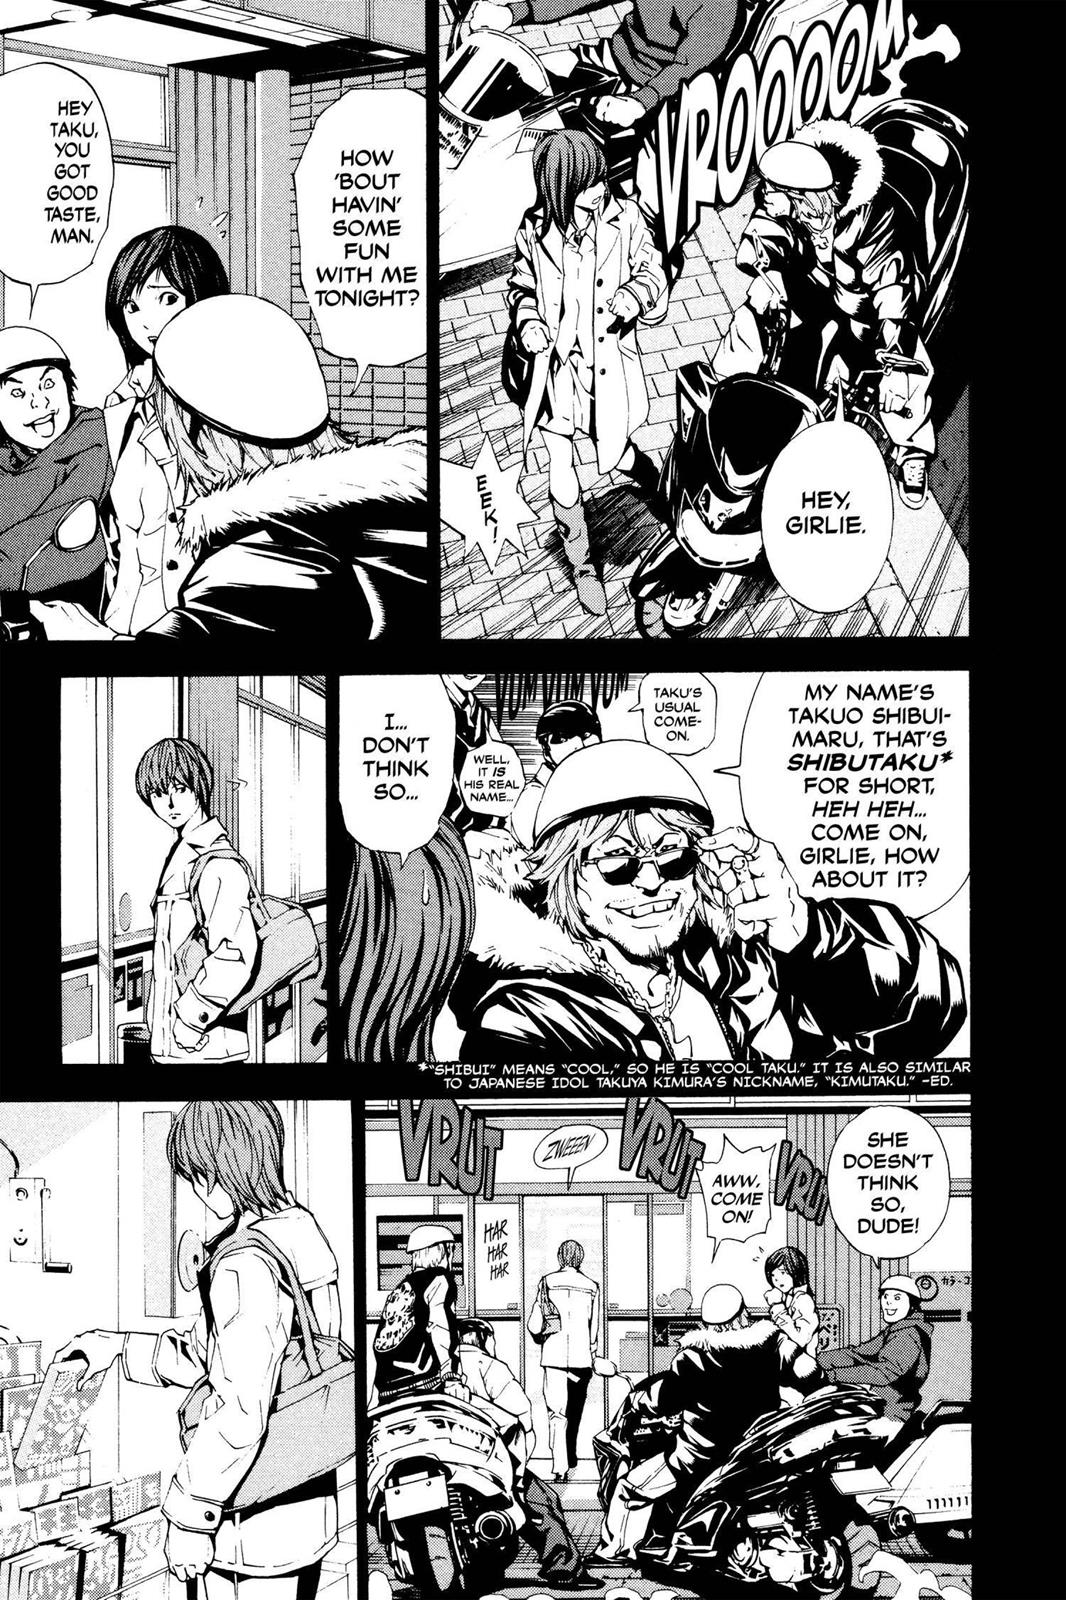 VROOOOM
HEY,
GIRLIE.
EEK!
HOW
'BOUT
HAVIN'
SOME
FUN
WITH ME
TONIGHT?
HEY
TAKU,
YOU
GOT
GOOD
TASTE,
MAN.
MY NAME'S
TAKUO SHIBUI-
MARU, THAT'S
SHIBUTAKU*
FOR SHORT,
HEH HEH...
COME ON,
GIRLIE, HOW
ABOUT IT?
TAKU'S
USUAL
COME-
ON.
WELL,
IT IS
HIS REAL
NAME...
I...
DON'T
THINK
SO...
*"SHIBUI" MEANS "COOL," SO HE IS "COOL TAKU." IT IS ALSO SIMILAR
TO JAPANESE IDOL TAKUYA KIMURA'S NICKNAME, "KIMUTAKU." -ED.
SHE
DOESN'T
THINK
SO,
DUDE!
AWW,
COME
ON!
VRUT
VRUT
VRUT
ZWEEEN
HAR
HAR
HAR